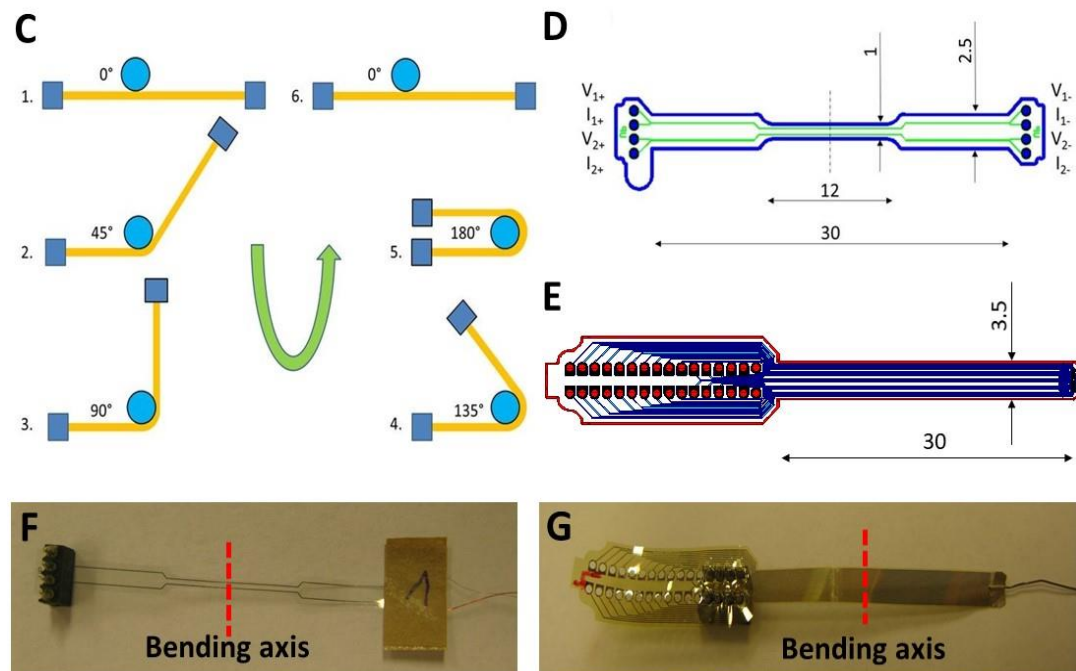 C
0°
1.
0°
6.
45°
2.
180°
5.
90°
3.
135°
4.
D
1
2.5
V1+
I1+
V2+
I2+
V1-
I1-
V2-
I2-
12
30
E
3.5
30
F
Bending axis
G
Bending axis